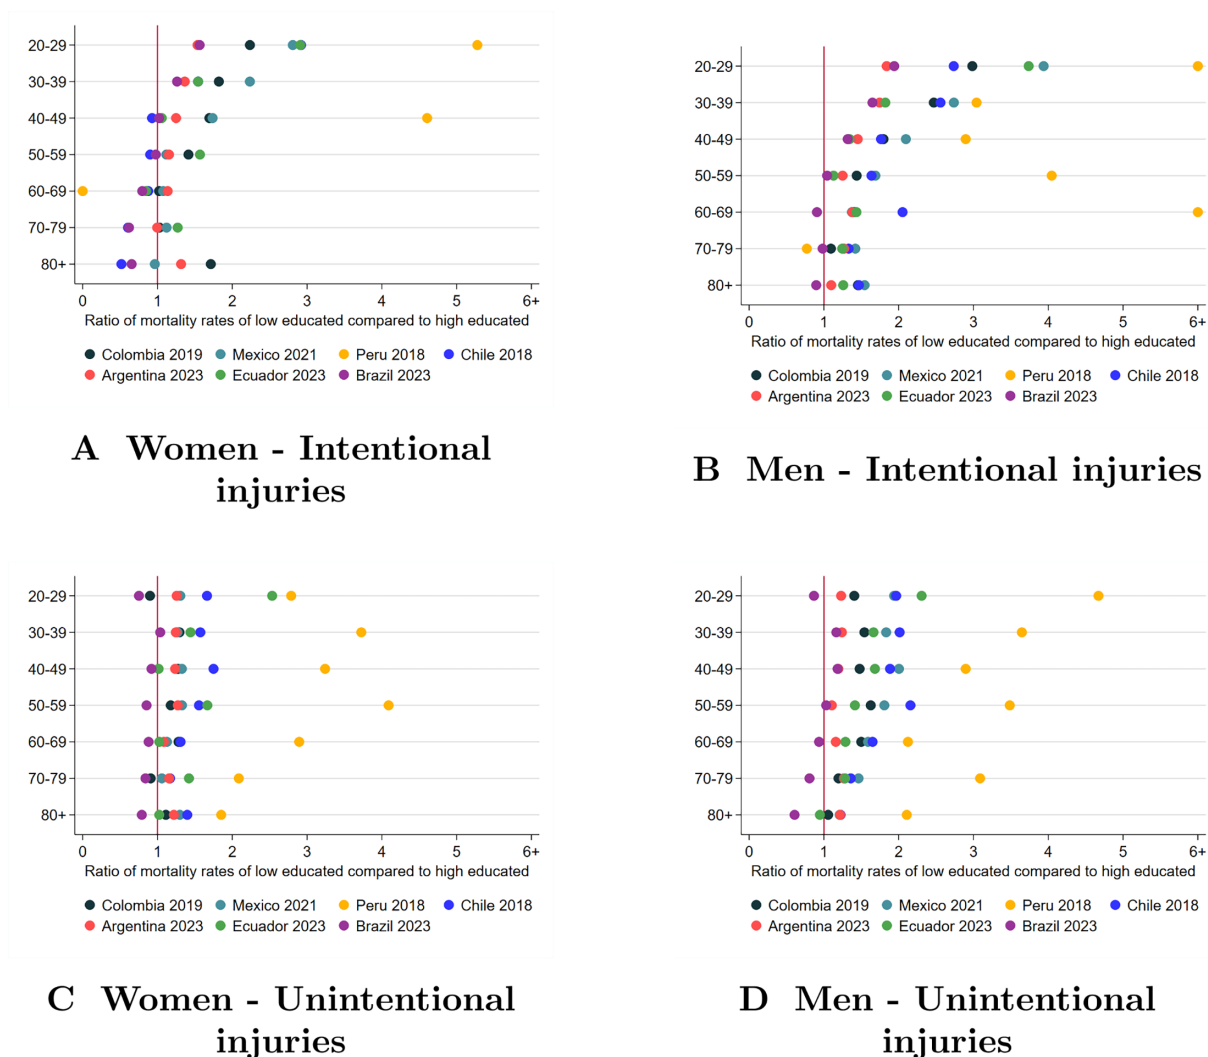 20-29
30-39
40-49
50-59
60-69
70-79
80+
0 1 2 3 4 5 6+
Ratio of mortality rates of low educated compared to high educated
Colombia 2019 Mexico 2021 Peru 2018 Chile 2018
Argentina 2023 Ecuador 2023 Brazil 2023
A Women - Intentional
injuries
20-29
30-39
40-49
50-59
60-69
70-79
80+
0 1 2 3 4 5 6+
Ratio of mortality rates of low educated compared to high educated
Colombia 2019 Mexico 2021 Peru 2018 Chile 2018
Argentina 2023 Ecuador 2023 Brazil 2023
B Men - Intentional injuries
20-29
30-39
40-49
50-59
60-69
70-79
80+
0 1 2 3 4 5 6+
Ratio of mortality rates of low educated compared to high educated
Colombia 2019 Mexico 2021 Peru 2018 Chile 2018
Argentina 2023 Ecuador 2023 Brazil 2023
C Women - Unintentional
injuries
20-29
30-39
40-49
50-59
60-69
70-79
80+
0 1 2 3 4 5 6+
Ratio of mortality rates of low educated compared to high educated
Colombia 2019 Mexico 2021 Peru 2018 Chile 2018
Argentina 2023 Ecuador 2023 Brazil 2023
D Men - Unintentional
injuries